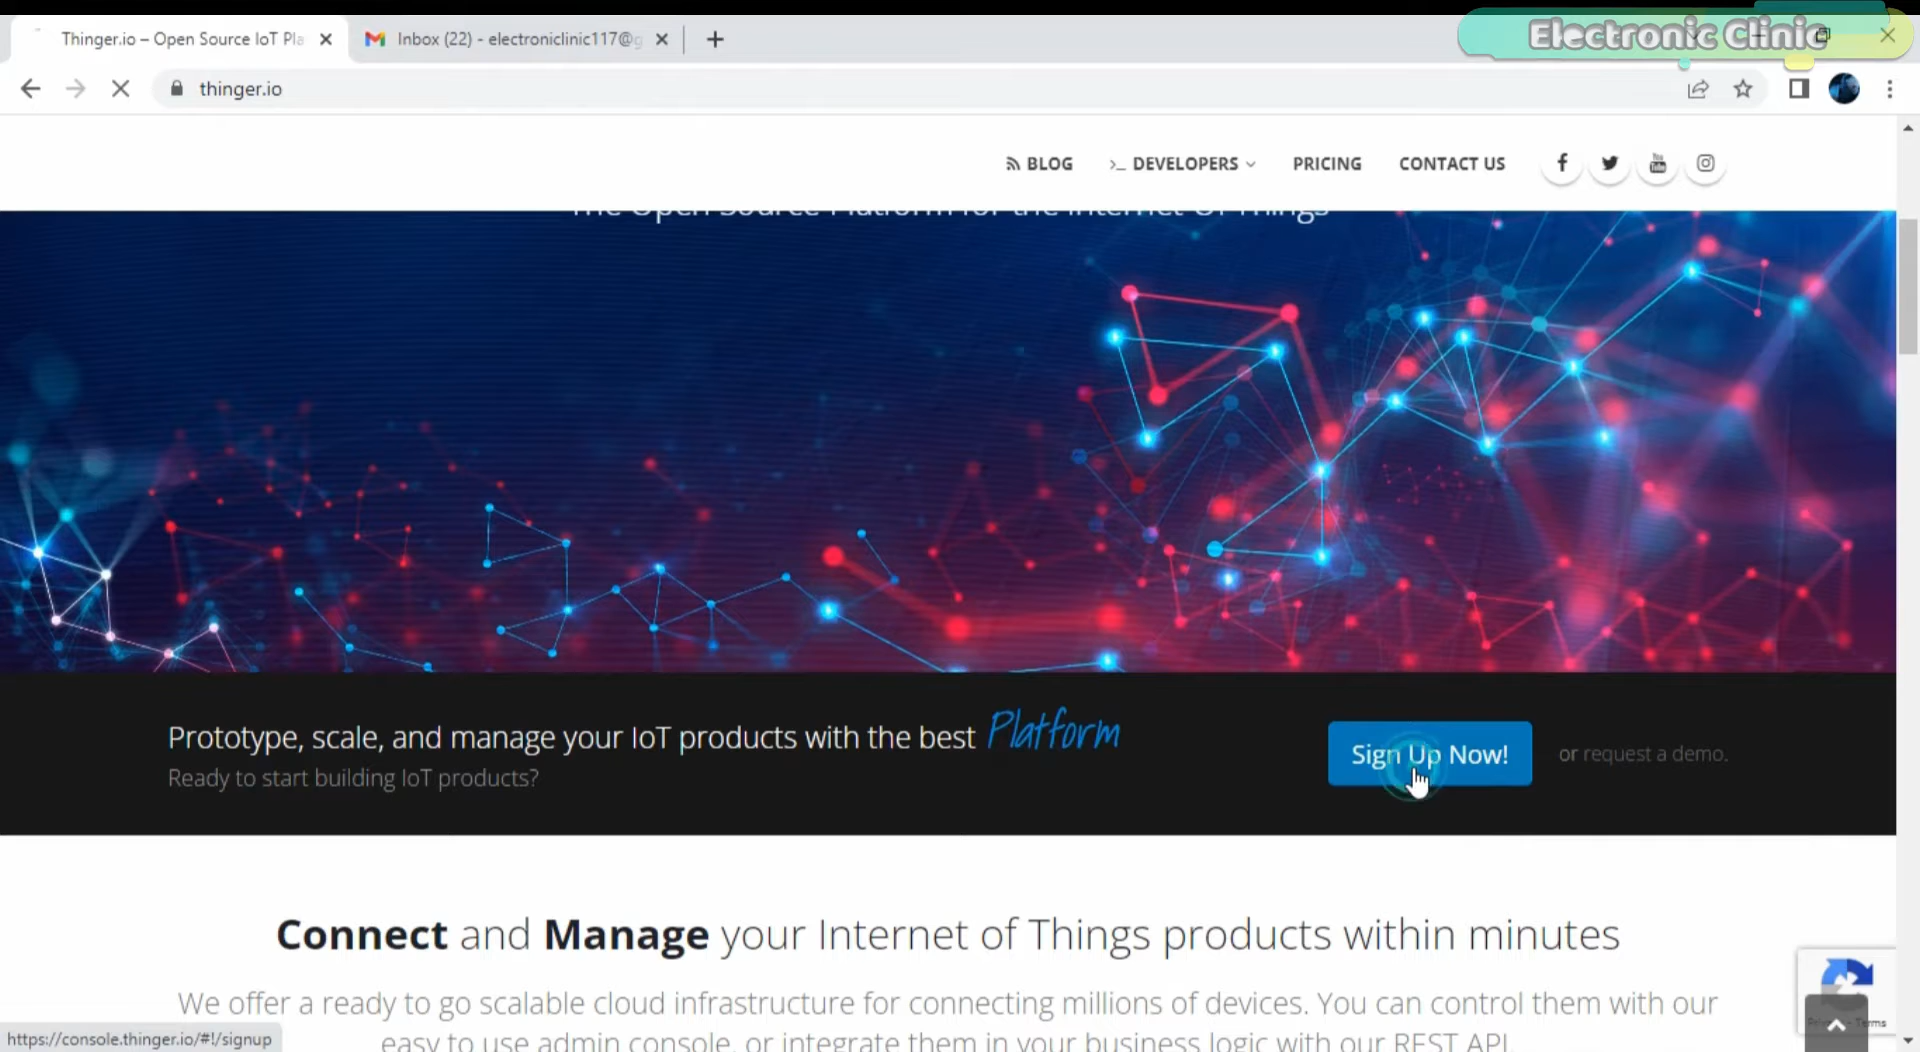 Electronic Clinic
Thinger.io – Open Source IoT Pla
Inbox (22) - electroniclinic117@g
thinger.io
BLOG
>_ DEVELOPERS
PRICING
CONTACT US
The Open Source Platform for the Internet Of Things
Prototype, scale, and manage your IoT products with the best Platform
Ready to start building IoT products?
Sign Up Now!
or request a demo.
Connect and Manage your Internet of Things products within minutes
We offer a ready to go scalable cloud infrastructure for connecting millions of devices. You can control them with our
easy to use admin console, or integrate them in your business logic with our REST API.
https://console.thinger.io/#!/signup
Terms